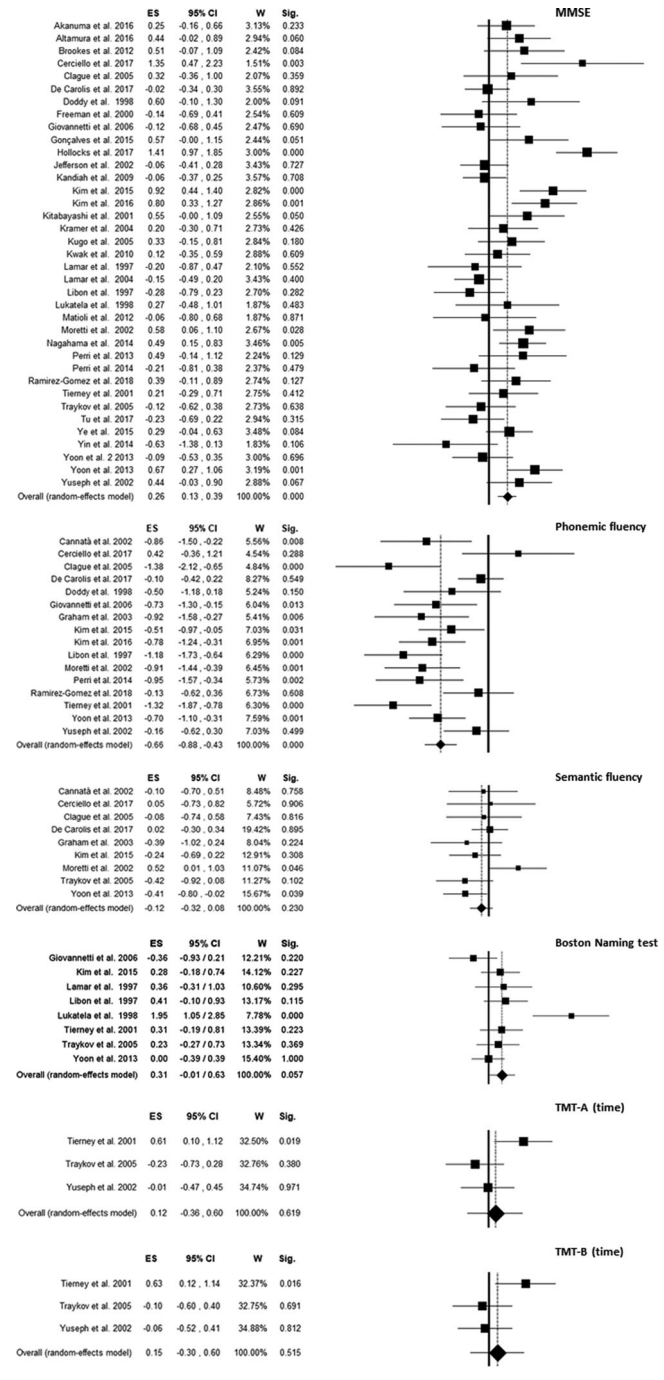 ES 95% CI W Sig. MMSE
Akanuma et al. 2016 0.25 -0.16 , 0.66 3.13% 0.233
Altamura et al. 2016 0.44 -0.02 , 0.89 2.94% 0.060
Brookes et al. 2012 0.51 -0.07 , 1.09 2.42% 0.084
Cerciello et al. 2017 1.35 0.47 , 2.23 1.51% 0.003
Clague et al. 2005 0.32 -0.36 , 1.00 2.07% .359
De Carolis et al. 2017 -0.02 -0.34 , 0.30 3.55% 0.892
Doddy et al. 1998 0.60 -0.10 , 1.30 2.00% 0.091
Freeman et al. 2000 -0.14 -0.69 , 0.41 2.54% 0.609
Giovannetti et al. 2006 -0.12 -0.68 , 0.45 2.47% 0.690
Gonçalves et al. 2015 0.57 -0.00 , 1.15 2.44% 0.051
Hollocks et al. 2017 1.41 0.97 , 1.85 3.00% 0.000
Jefferson et al. 2002 -0.06 -0.41 , 0.28 3.43% 0.727
Kandiah et al. 2009 -0.06 -0.37 , 0.25 3.57% 0.708
Kim et al. 2015 0.92 0.44 , 1.40 2.82% 0.000
Kim et al. 2016 0.80 0.33 , 1.27 2.86% 0.001
Kitabayashi et al. 2001 0.55 -0.00 , 1.09 2.55% 0.050
Kramer et al. 2004 0.20 -0.30 , 0.71 2.73% 0.426
Kugo et al. 2005 0.33 -0.15 , 0.81 2.84% 0.180
Kwak et al. 2010 0.12 -0.35 , 0.59 2.88% 0.609
Lamar et al. 1997 -0.20 -0.87 , 0.47 2.10% 0.552
Lamar et al. 2004 -0.15 -0.49 , 0.20 3.43% 0.400
Libon et al. 1997 -0.28 -0.79 , 0.23 2.70% 0.282
Lukatela et al. 1998 0.27 -0.48 , 1.01 1.87% 0.483
Matioli et al. 2012 -0.06 -0.80 , 0.68 1.87% 0.871
Moretti et al. 2002 0.58 0.06 , 1.10 2.67% 0.028
Nagahama et al. 2014 0.49 0.15 , 0.83 3.46% 0.005
Perri et al. 2013 0.49 -0.14 , 1.12 2.24% 0.129
Perri et al. 2014 -0.21 -0.81 , 0.38 2.37% 0.479
Ramirez-Gomez et al. 2018 0.39 -0.11 , 0.89 2.74% 0.127
Tierney et al. 2001 0.21 -0.29 , 0.71 2.75% 0.412
Traykov et al. 2005 -0.12 -0.62 , 0.38 2.73% 0.638
Tu et al. 2017 -0.23 -0.69 , 0.22 2.94% 0.315
Ye et al. 2015 0.29 -0.04 , 0.63 3.48% 0.084
Yin et al. 2014 -0.63 -1.38 , 0.13 1.83% 0.106
Yoon et al. 2 2013 -0.09 -0.53 , 0.35 3.00% 0.696
Yoon et al. 2013 0.67 0.27 , 1.06 3.19% 0.001
Yuseph et al. 2002 0.44 -0.03 , 0.90 2.88% 0.067
Overall (random-effects model) 0.26 0.13 , 0.39 100.00% 0.000
ES 95% CI W Sig. Phonemic fluency
Cannatà et al. 2002 -0.86 -1.50 , -0.22 5.56% 0.008
Cerciello et al. 2017 0.42 -0.36 , 1.21 4.54% 0.288
Clague et al. 2005 -1.38 -2.12 , -0.65 4.84% 0.000
De Carolis et al. 2017 -0.10 -0.42 , 0.22 8.27% 0.549
Doddy et al. 1998 -0.50 -1.18 , 0.18 5.24% 0.150
Giovannetti et al. 2006 -0.73 -1.30 , -0.15 6.04% 0.013
Graham et al. 2003 -0.92 -1.58 , -0.27 5.41% 0.006
Kim et al. 2015 -0.51 -0.97 , -0.05 7.03% 0.031
Kim et al. 2016 -0.78 -1.24 , -0.31 6.95% 0.001
Libon et al. 1997 -1.18 -1.73 , -0.64 6.29% 0.000
Moretti et al. 2002 -0.91 -1.44 , -0.39 6.45% 0.001
Perri et al. 2014 -0.95 -1.57 , -0.34 5.73% 0.002
Ramirez-Gomez et al. 2018 -0.13 -0.62 , 0.36 6.73% 0.608
Tierney et al. 2001 -1.32 -1.87 , -0.78 6.30% 0.000
Yoon et al. 2013 -0.70 -1.10 , -0.31 7.59% 0.001
Yuseph et al. 2002 -0.16 -0.62 , 0.30 7.03% 0.499
Overall (random-effects model) -0.66 -0.88 , -0.43 100.00% 0.000
ES 95% CI W Sig. Semantic fluency
Cannatà et al. 2002 -0.10 -0.70 , 0.51 8.48% 0.758
Cerciello et al. 2017 0.05 -0.73 , 0.82 5.72% 0.906
Clague et al. 2005 -0.08 -0.74 , 0.58 7.43% 0.816
De Carolis et al. 2017 0.02 -0.30 , 0.34 19.42% 0.895
Graham et al. 2003 -0.39 -1.02 , 0.24 8.04% 0.224
Kim et al. 2015 -0.24 -0.69 , 0.22 12.91% 0.308
Moretti et al. 2002 0.52 0.01 , 1.03 11.07% 0.046
Traykov et al. 2005 -0.42 -0.92 , 0.08 11.27% 0.102
Yoon et al. 2013 -0.41 -0.80 , -0.02 15.67% 0.039
Overall (random-effects model) -0.12 -0.32 , 0.08 100.00% 0.230
ES 95% CI W Sig. Boston Naming test
Giovannetti et al. 2006 -0.36 -0.93 / 0.21 12.21% 0.220
Kim et al. 2015 0.28 -0.18 / 0.74 14.12% 0.227
Lamar et al. 1997 0.36 -0.31 / 1.03 10.60% 0.295
Libon et al. 1997 0.41 -0.10 / 0.93 13.17% 0.115
Lukatela et al. 1998 1.95 1.05 / 2.85 7.78% 0.000
Tierney et al. 2001 0.31 -0.19 / 0.81 13.39% 0.223
Traykov et al. 2005 0.23 -0.27 / 0.73 13.34% 0.369
Yoon et al. 2013 0.00 -0.39 / 0.39 15.40% 1.000
Overall (random-effects model) 0.31 -0.01 / 0.63 100.00% 0.057
ES 95% CI W Sig. TMT-A (time)
Tierney et al. 2001 0.61 0.10 , 1.12 32.50% 0.019
Traykov et al. 2005 -0.23 -0.73 , 0.28 32.76% 0.380
Yuseph et al. 2002 -0.01 -0.47 , 0.45 34.74% 0.971
Overall (random-effects model) 0.12 -0.36 , 0.60 100.00% 0.619
ES 95% CI W Sig. TMT-B (time)
Tierney et al. 2001 0.63 0.12 , 1.14 32.37% 0.016
Traykov et al. 2005 -0.10 -0.60 , 0.40 32.75% 0.691
Yuseph et al. 2002 -0.06 -0.52 , 0.41 34.88% 0.812
Overall (random-effects model) 0.15 -0.30 , 0.60 100.00% 0.515